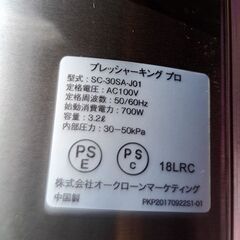 プレッシャーキング プロ
型式：SC-30SA-J01
定格電圧：AC100V
定格周波数：50/60Hz
始動消費電力：700W
容量：3.2ℓ
内部圧力：30−50kPa
PS
E
PS
C
18LRC
株式会社オークローンマーケティング
中国製
PKP20170922S1-01